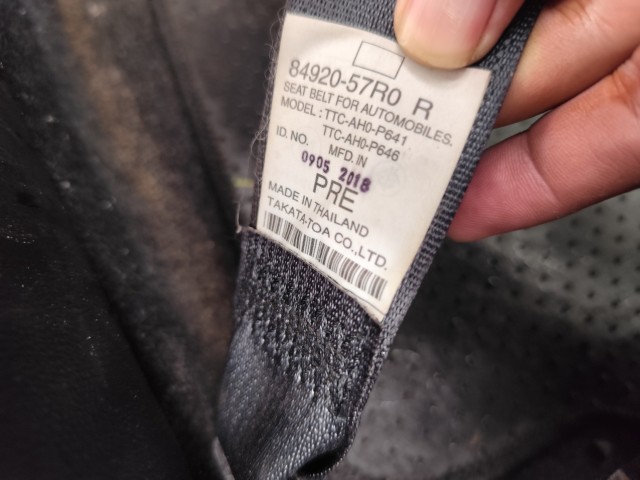 84920-57R0 R
SEAT BELT FOR AUTOMOBILES.
MODEL : TTC-AH0-P641
TTC-AH0-P646
ID. NO. MFD. IN
0905 2018
PRE
MADE IN THAILAND
TAKATA-TOA CO., LTD.